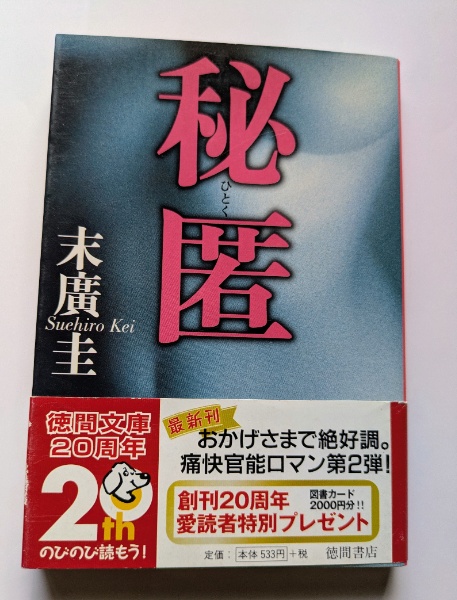 秘匿
ひとく
末廣圭
Suehiro Kei
徳間文庫
20周年
20th
のびのび読もう!
最新刊
おかげさまで絶好調。
痛快官能ロマン第2弾!
創刊20周年
愛読者特別プレゼント
図書カード
2000円分!!
定価：本体533円+税 徳間書店